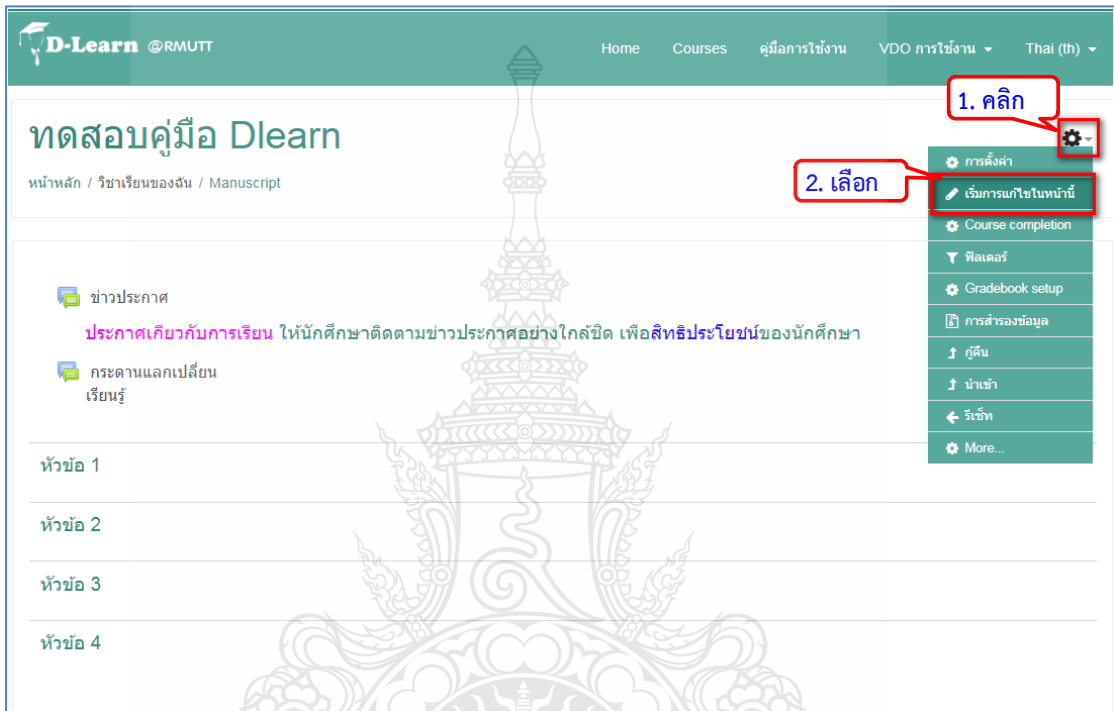 D-Learn @RMUTT
Home Courses คู่มือการใช้งาน VDO การใช้งาน Thai (th)
1. คลิก
ทดสอบคู่มือ Dlearn
หน้าหลัก / วิชาเรียนของฉัน / Manuscript
2. เลือก
การตั้งค่า
เริ่มการแก้ไขในหน้านี้
Course completion
ฟิลเตอร์
Gradebook setup
การสำรองข้อมูล
กู้คืน
นำเข้า
รีเซ็ท
More...
ข่าวประกาศ
ประกาศเกี่ยวกับการเรียน ให้นักศึกษาติดตามข่าวประกาศอย่างใกล้ชิด เพื่อสิทธิประโยชน์ของนักศึกษา
กระดานแลกเปลี่ยน
เรียนรู้
หัวข้อ 1
หัวข้อ 2
หัวข้อ 3
หัวข้อ 4